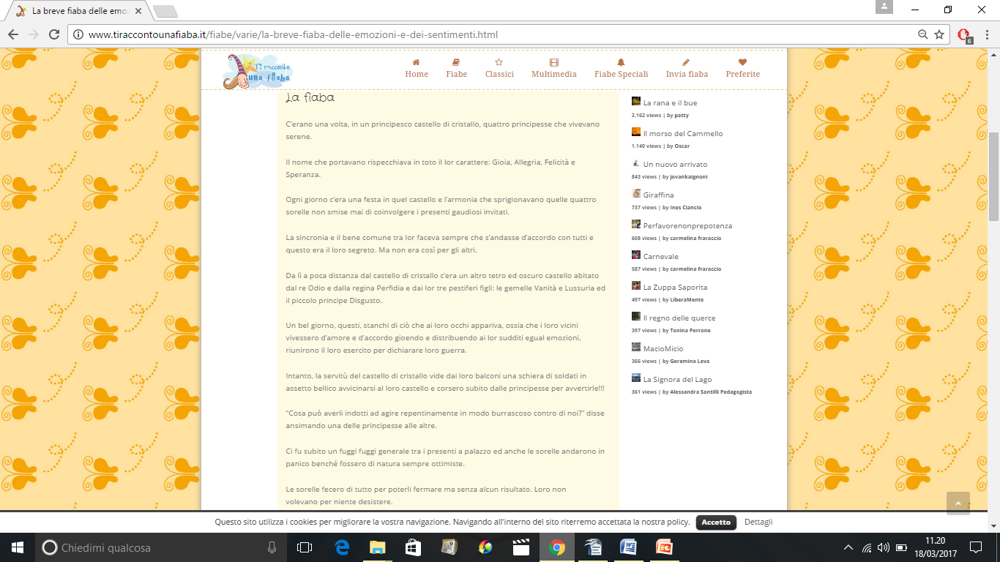 La breve fiaba delle emoz
www.tiraccontounafiaba.it/fiabe/varie/la-breve-fiaba-delle-emozioni-e-dei-sentimenti.html
6
Ti racconto
una fiaba
Home
Fiabe
Classici
Multimedia
Fiabe Speciali
Invia fiaba
Preferite
La fiaba
C'erano una volta, in un principesco castello di cristallo, quattro principesse che vivevano
serene.
Il nome che portavano rispecchiava in toto il lor carattere: Gioia, Allegria, Felicità e
Speranza.
Ogni giorno c'era una festa in quel castello e l'armonia che sprigionavano quelle quattro
sorelle non smise mai di coinvolgere i presenti gaudiosi invitati.
La sincronia e il bene comune tra lor faceva sempre che s'andasse d'accordo con tutti e
questo era il loro segreto. Ma non era così per gli altri.
Da lì a poca distanza dal castello di cristallo c'era un altro tetro ed oscuro castello abitato
dal re Odio e dalla regina Perfidia e dai lor tre pestiferi figli: le gemelle Vanità e Lussuria ed
il piccolo principe Disgusto.
Un bel giorno, questi, stanchi di ciò che ai loro occhi appariva, ossia che i loro vicini
vivessero d'amore e d'accordo gioendo e distribuendo ai lor sudditi egual emozioni,
riunirono il loro esercito per dichiarare loro guerra.
Intanto, la servitù del castello di cristallo vide dai loro balconi una schiera di soldati in
assetto bellico avvicinarsi al loro castello e corsero subito dalle principesse per avvertirle!!!
"Cosa può averli indotti ad agire repentinamente in modo burrascoso contro di noi?" disse
ansimando una delle principesse alle altre.
Ci fu subito un fuggi fuggi generale tra i presenti a palazzo ed anche le sorelle andarono in
panico benché fossero di natura sempre ottimiste.
Le sorelle fecero di tutto per poterli fermare ma senza alcun risultato. Loro non
volevano per niente desistere.
La rana e il bue
2.162 views | by patty
Il morso del Cammello
1.140 views | by Oscar
Un nuovo arrivato
843 views | by jovankaignoni
Giraffina
737 views | by Ines Ciancio
Perfavorenonprepotenza
608 views | by carmelina fraraccio
Carnevale
587 views | by carmelina fraraccio
La Zuppa Saporita
497 views | by LiberaMente
Il regno delle querce
397 views | by Tonina Perrone
MacioMicio
366 views | by Geremina Leva
La Signora del Lago
361 views | by Alessandra Santilli Pedagogista
Questo sito utilizza i cookies per migliorare la vostra navigazione. Navigando all'interno del sito riterremo accettata la nostra policy. Accetto Dettagli
Chiedimi qualcosa
11.20
18/03/2017